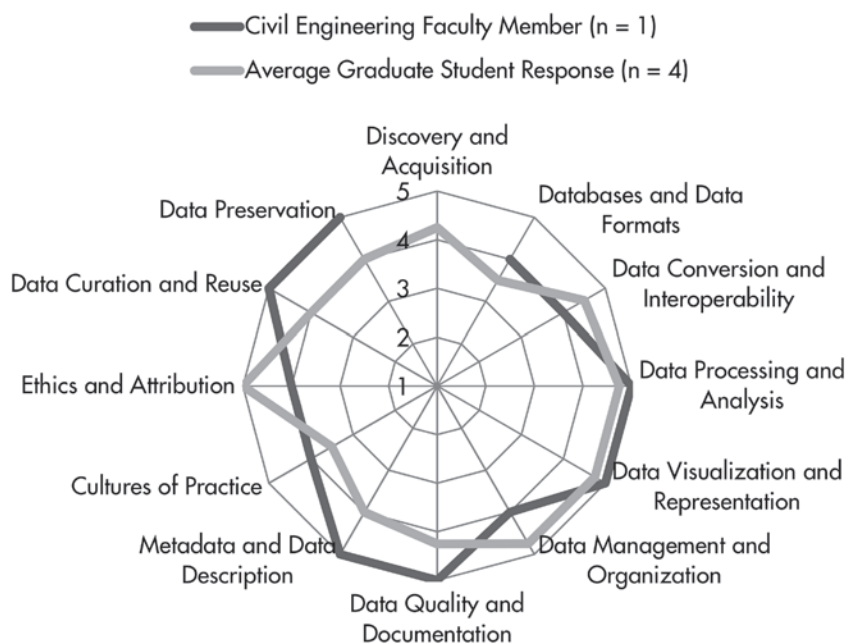 Civil Engineering Faculty Member (n = 1)
Average Graduate Student Response (n = 4)
Discovery and
Acquisition
Databases and Data
Formats
Data Conversion and
Interoperability
Data Processing and
Analysis
Data Visualization and
Representation
Data Management and
Organization
Data Quality and
Documentation
Metadata and Data
Description
Cultures of Practice
Ethics and Attribution
Data Curation and Reuse
Data Preservation
5
4
3
2
1